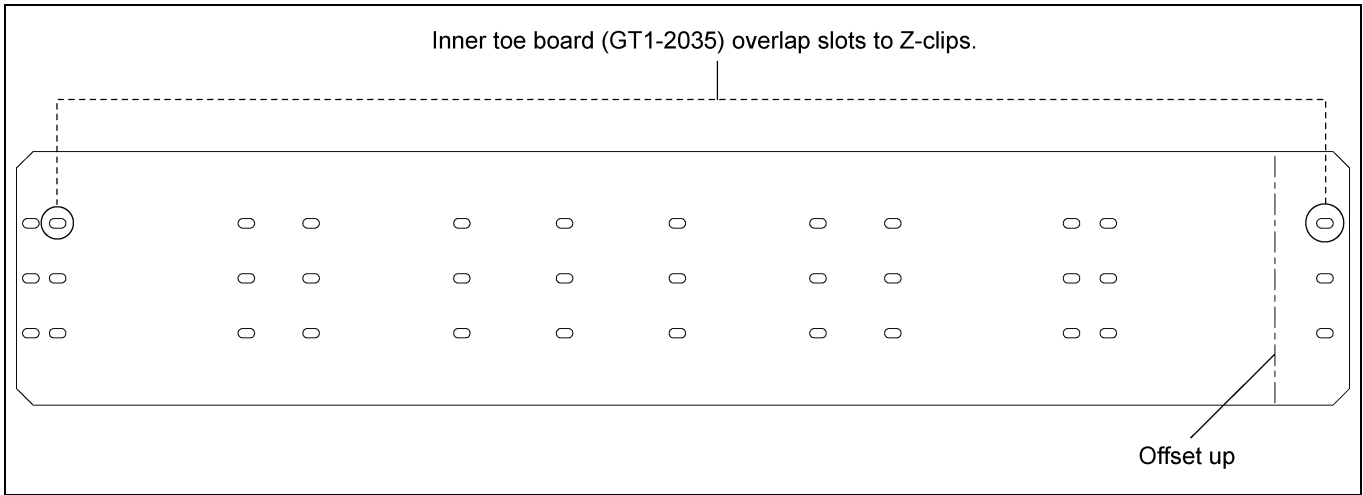 Inner toe board (GT1-2035) overlap slots to Z-clips.
Offset up